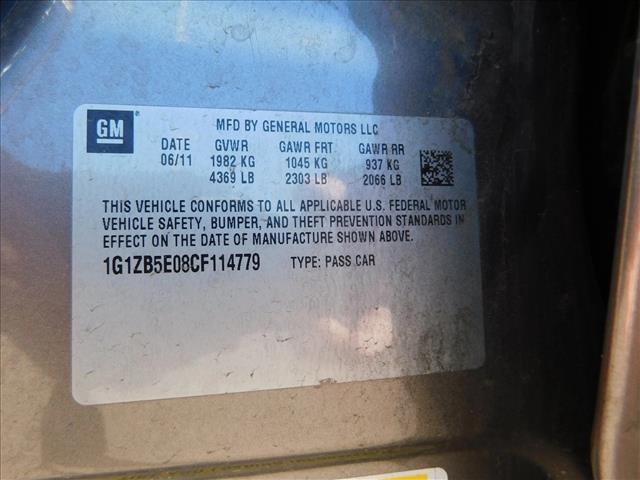 GM
MFD BY GENERAL MOTORS LLC
DATE GVWR GAWR FRT GAWR RR
06/11 1982 KG 1045 KG 937 KG
4369 LB 2303 LB 2066 LB
THIS VEHICLE CONFORMS TO ALL APPLICABLE U.S. FEDERAL MOTOR
VEHICLE SAFETY, BUMPER, AND THEFT PREVENTION STANDARDS IN
EFFECT ON THE DATE OF MANUFACTURE SHOWN ABOVE.
1G1ZB5E08CF114779 TYPE: PASS CAR